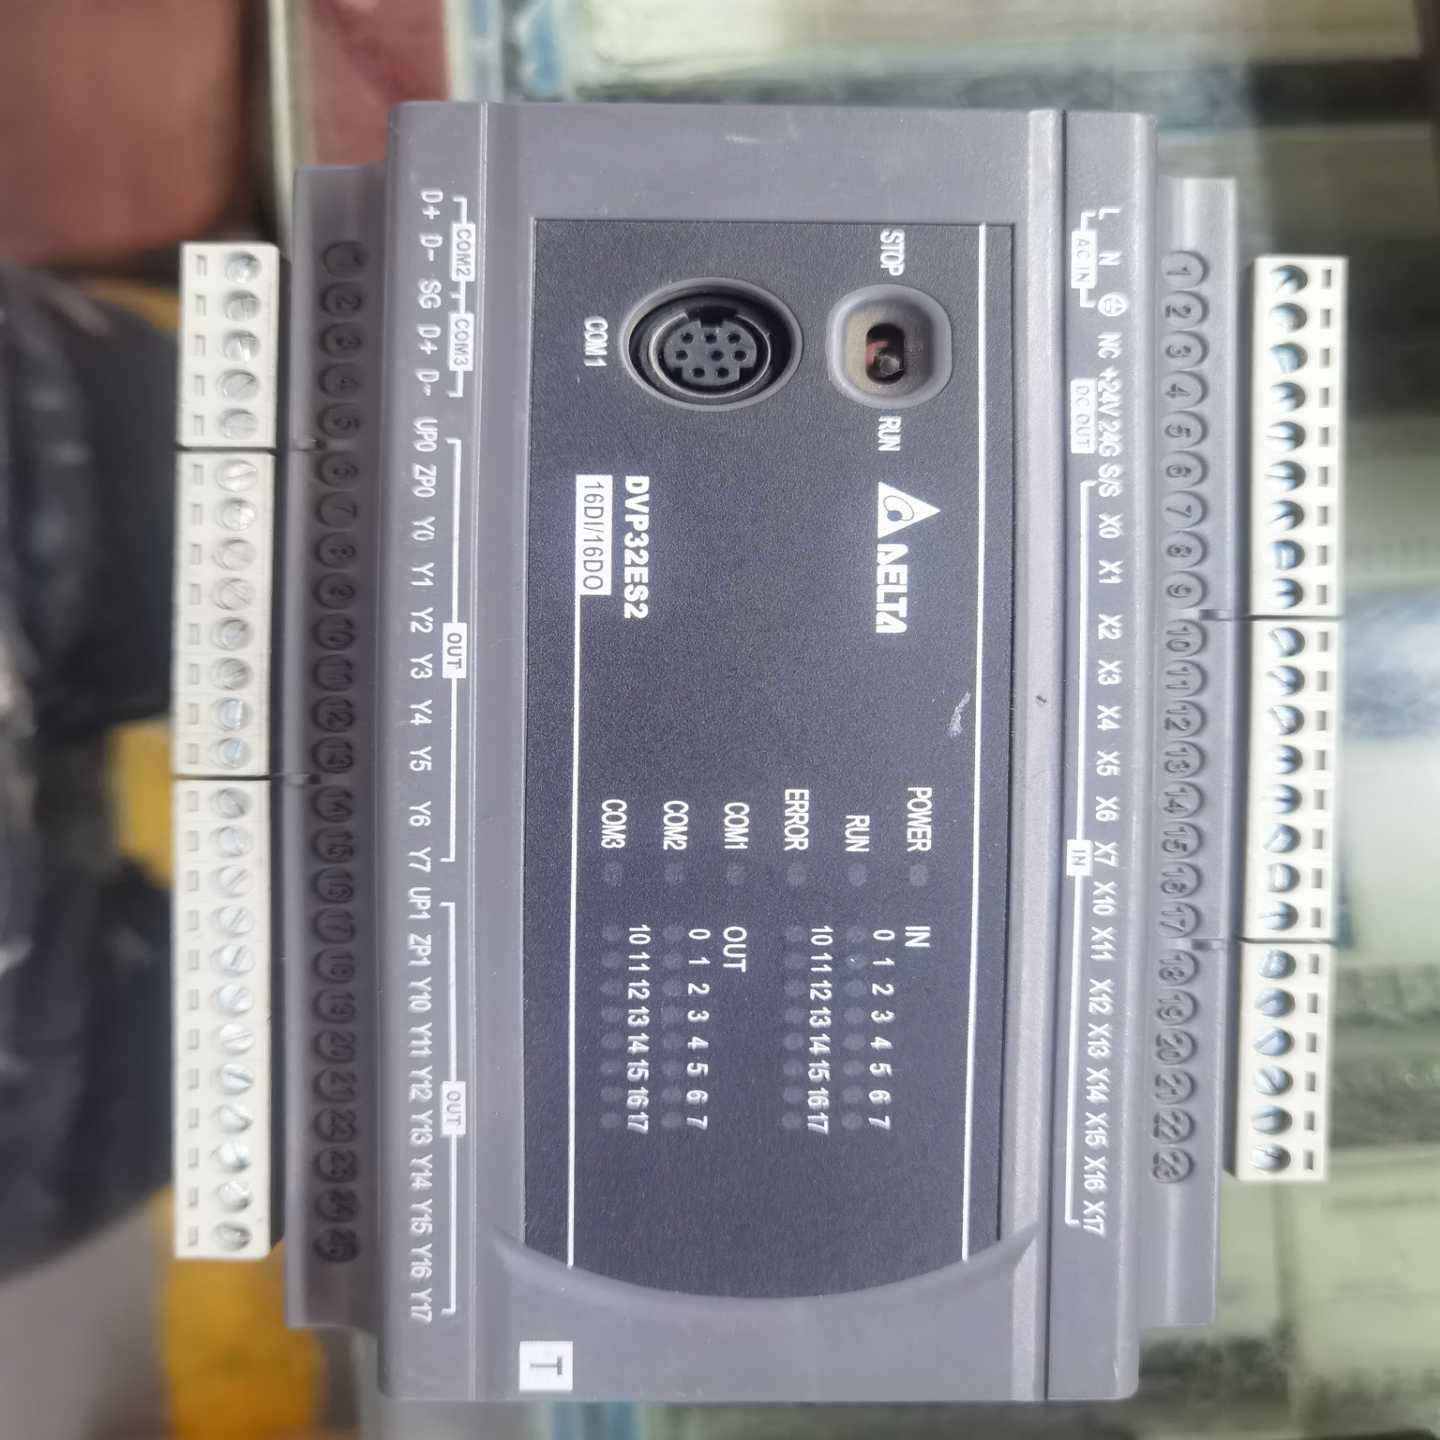 L N NC +24V 24G S/S X0 X1 X2 X3 X4 X5 X6 X7 X10 X11 X12 X13 X14 X15 X16 X17
AC IN
DC OUT
IN
1 2 3 4 5 6 7 8 9 10 11 12 13 14 15 16 17 18 19 20 21 22 23
STOP
RUN
DELTA
COM1
DVP32ES2
16DI/16DO
POWER
RUN
ERROR
COM1
COM2
COM3
IN
0 1 2 3 4 5 6 7
10 11 12 13 14 15 16 17
OUT
0 1 2 3 4 5 6 7
10 11 12 13 14 15 16 17
T
COM2
COM3
OUT
OUT
D+ D- SG D+ D- UP0 ZP0 Y0 Y1 Y2 Y3 Y4 Y5 Y6 Y7 UP1 ZP1 Y10 Y11 Y12 Y13 Y14 Y15 Y16 Y17
2 3 4 5 6 7 8 9 10 11 12 13 14 15 16 17 18 19 20 21 22 23 24 25